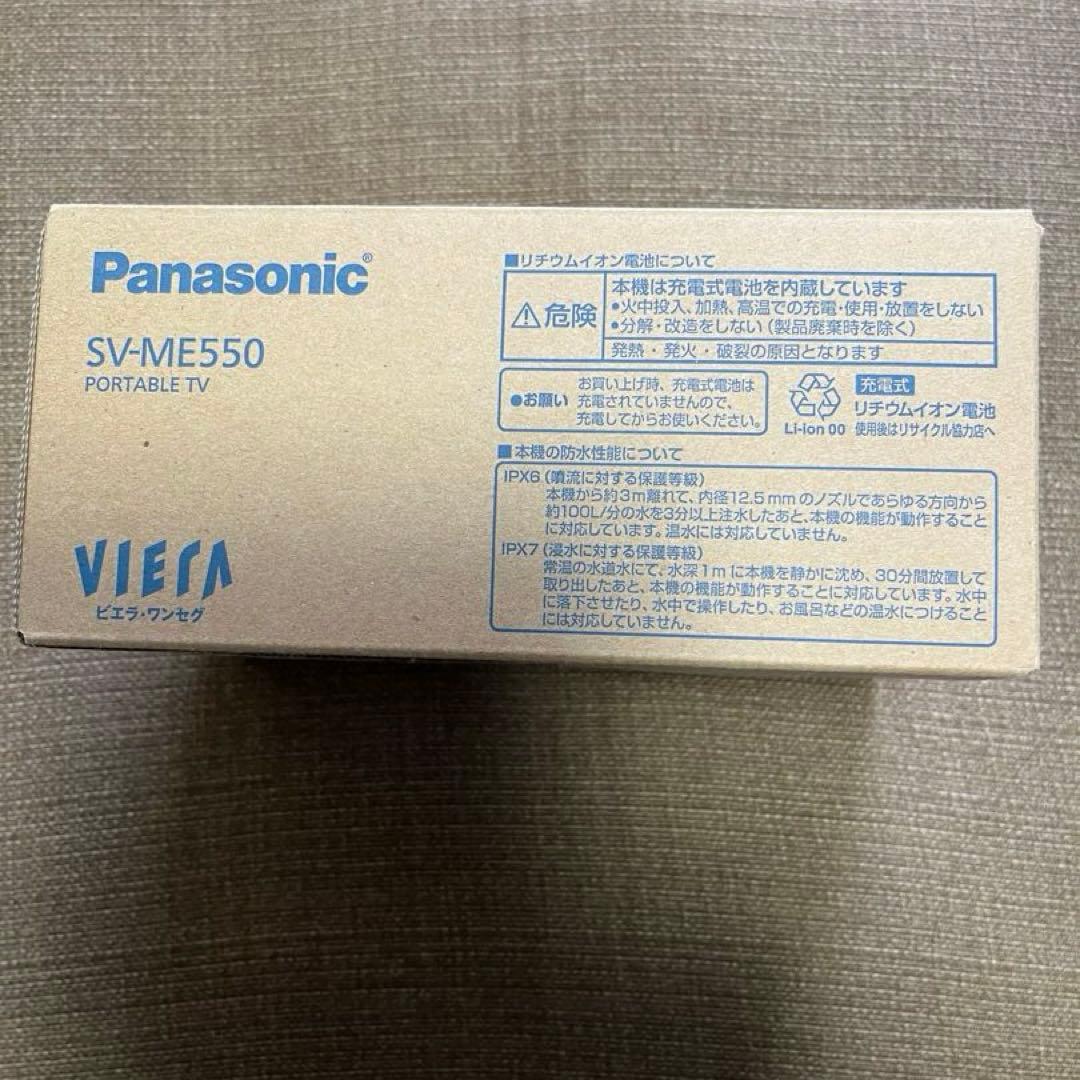 Panasonic®
SV-ME550
PORTABLE TV
VIERA
ビエラ・ワンセグ
■リチウムイオン電池について
⚠危険
本機は充電式電池を内蔵しています
●火中投入、加熱、高温での充電・使用・放置をしない
●分解・改造をしない（製品廃棄時を除く）
発熱・発火・破裂の原因となります
●お願い
お買い上げ時、充電式電池は
充電されていませんので、
充電してからお使いください。
Li-ion 00
充電式
リチウムイオン電池
使用後はリサイクル協力店へ
■本機の防水性能について
IPX6（噴流に対する保護等級）
本機から約3m離れて、内径12.5mmのノズルであらゆる方向から
約100L/分の水を3分以上注水したあと、本機の機能が動作すること
に対応しています。温水には対応していません。
IPX7（浸水に対する保護等級）
常温の水道水にて、水深1mに本機を静かに沈め、30分間放置して
取り出したあと、本機の機能が動作することに対応しています。水中
に落下させたり、水中で操作したり、お風呂などの温水につけること
には対応していません。